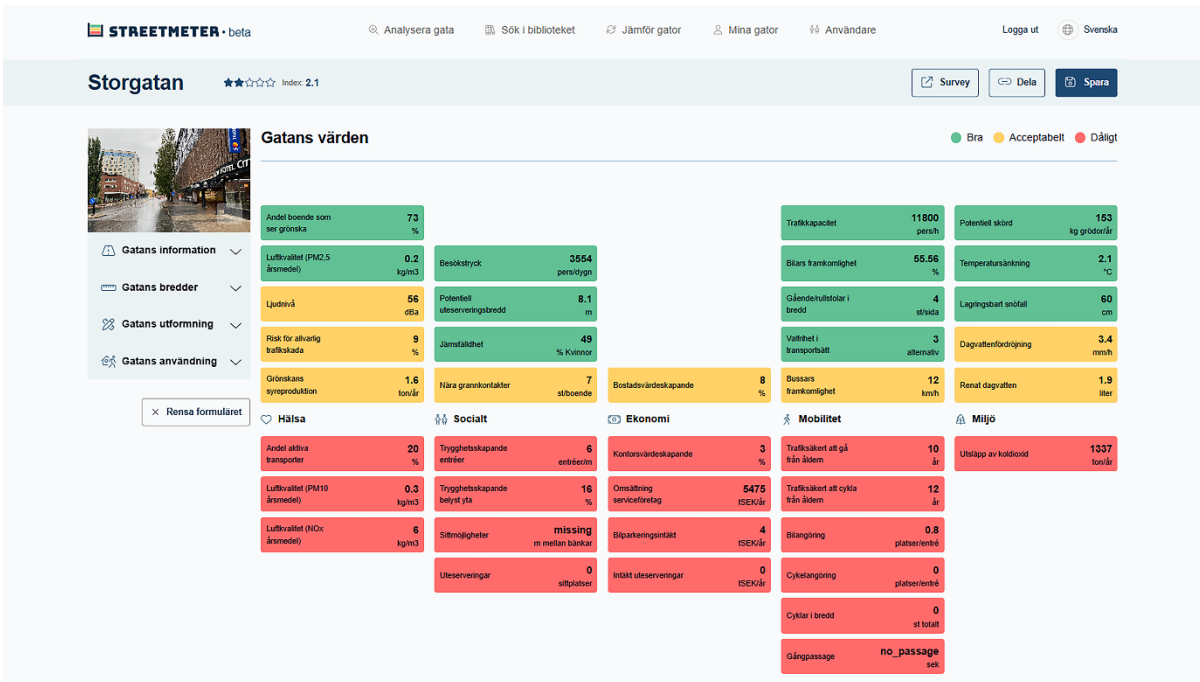 STREETMETER · beta
Analysera gata
Sök i biblioteket
Jämför gator
Mina gator
Användare
Logga ut
Svenska
Storgatan
Index: 2.1
Survey
Dela
Spara
Gatans information
Gatans bredder
Gatans utformning
Gatans användning
× Rensa formuläret
Gatans värden
Bra
Acceptabelt
Dåligt
Andel boende som
ser grönska
73
%
Luftkvalitet (PM2,5
årsmedel)
0.2
kg/m3
Ljudnivå
56
dBa
Risk för allvarlig
trafikskada
9
%
Grönskans
syreproduktion
1.6
ton/år
Hälsa
Andel aktiva
transporter
20
%
Luftkvalitet (PM10
årsmedel)
0.3
kg/m3
Luftkvalitet (NOx
årsmedel)
6
kg/m3
Besökstryck
3554
pers/dygn
Potentiell
uteserveringsbredd
8.1
m
Jämställdhet
49
% Kvinnor
Nära grannkontakter
7
st/boende
Socialt
Trygghetsskapande
entréer
6
entréer/m
Trygghetsskapande
belyst yta
16
%
Sittmöjligheter
missing
m mellan bänkar
Uteserveringar
0
sittplatser
Bostadsvärdeskapande
8
%
Ekonomi
Kontorsvärdeskapande
3
%
Omsättning
serviceföretag
5475
tSEK/år
Bilparkeringsintäkt
4
tSEK/år
Intäkt uteserveringar
0
tSEK/år
Trafikkapacitet
11800
pers/h
Bilars framkomlighet
55.56
%
Gående/rullstolar i
bredd
4
st/sida
Valfrihet i
transportsätt
3
alternativ
Bussars
framkomlighet
12
km/h
Mobilitet
Trafiksäkert att gå
från åldern
10
år
Trafiksäkert att cykla
från åldern
12
år
Bilangöring
0.8
platser/entré
Cykelangöring
0
platser/entré
Cyklar i bredd
0
st totalt
Gångpassage
no_passage
sek
Potentiell skörd
153
kg grödor/år
Temperatursänkning
2.1
°C
Lagringsbart snöfall
60
cm
Dagvattenfördröjning
3.4
mm/h
Renat dagvatten
1.9
liter
Miljö
Utsläpp av koldioxid
1337
ton/år